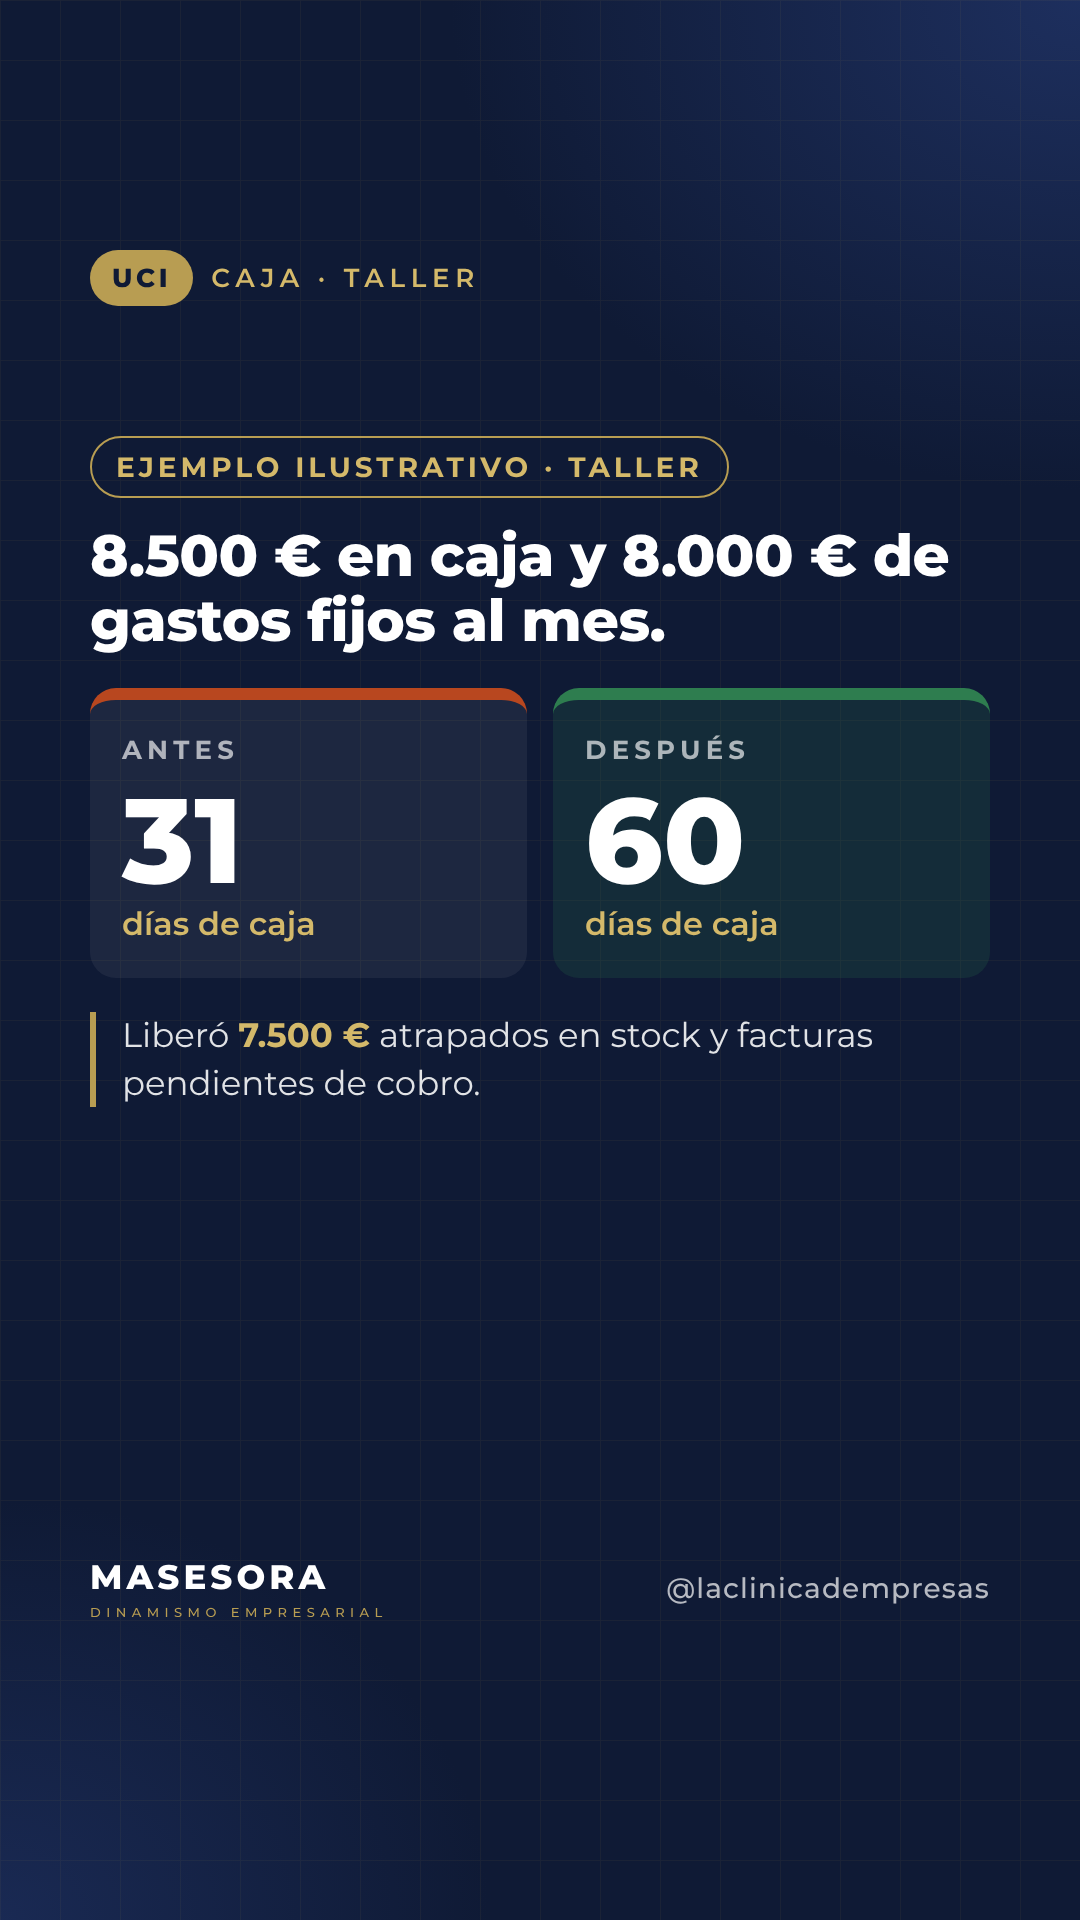 UCI CAJA · TALLER
EJEMPLO ILUSTRATIVO · TALLER
8.500 € en caja y 8.000 € de
gastos fijos al mes.
ANTES
31
días de caja
DESPUÉS
60
días de caja
Liberó 7.500 € atrapados en stock y facturas
pendientes de cobro.
MASESORA
DINAMISMO EMPRESARIAL
@laclinicadempresas